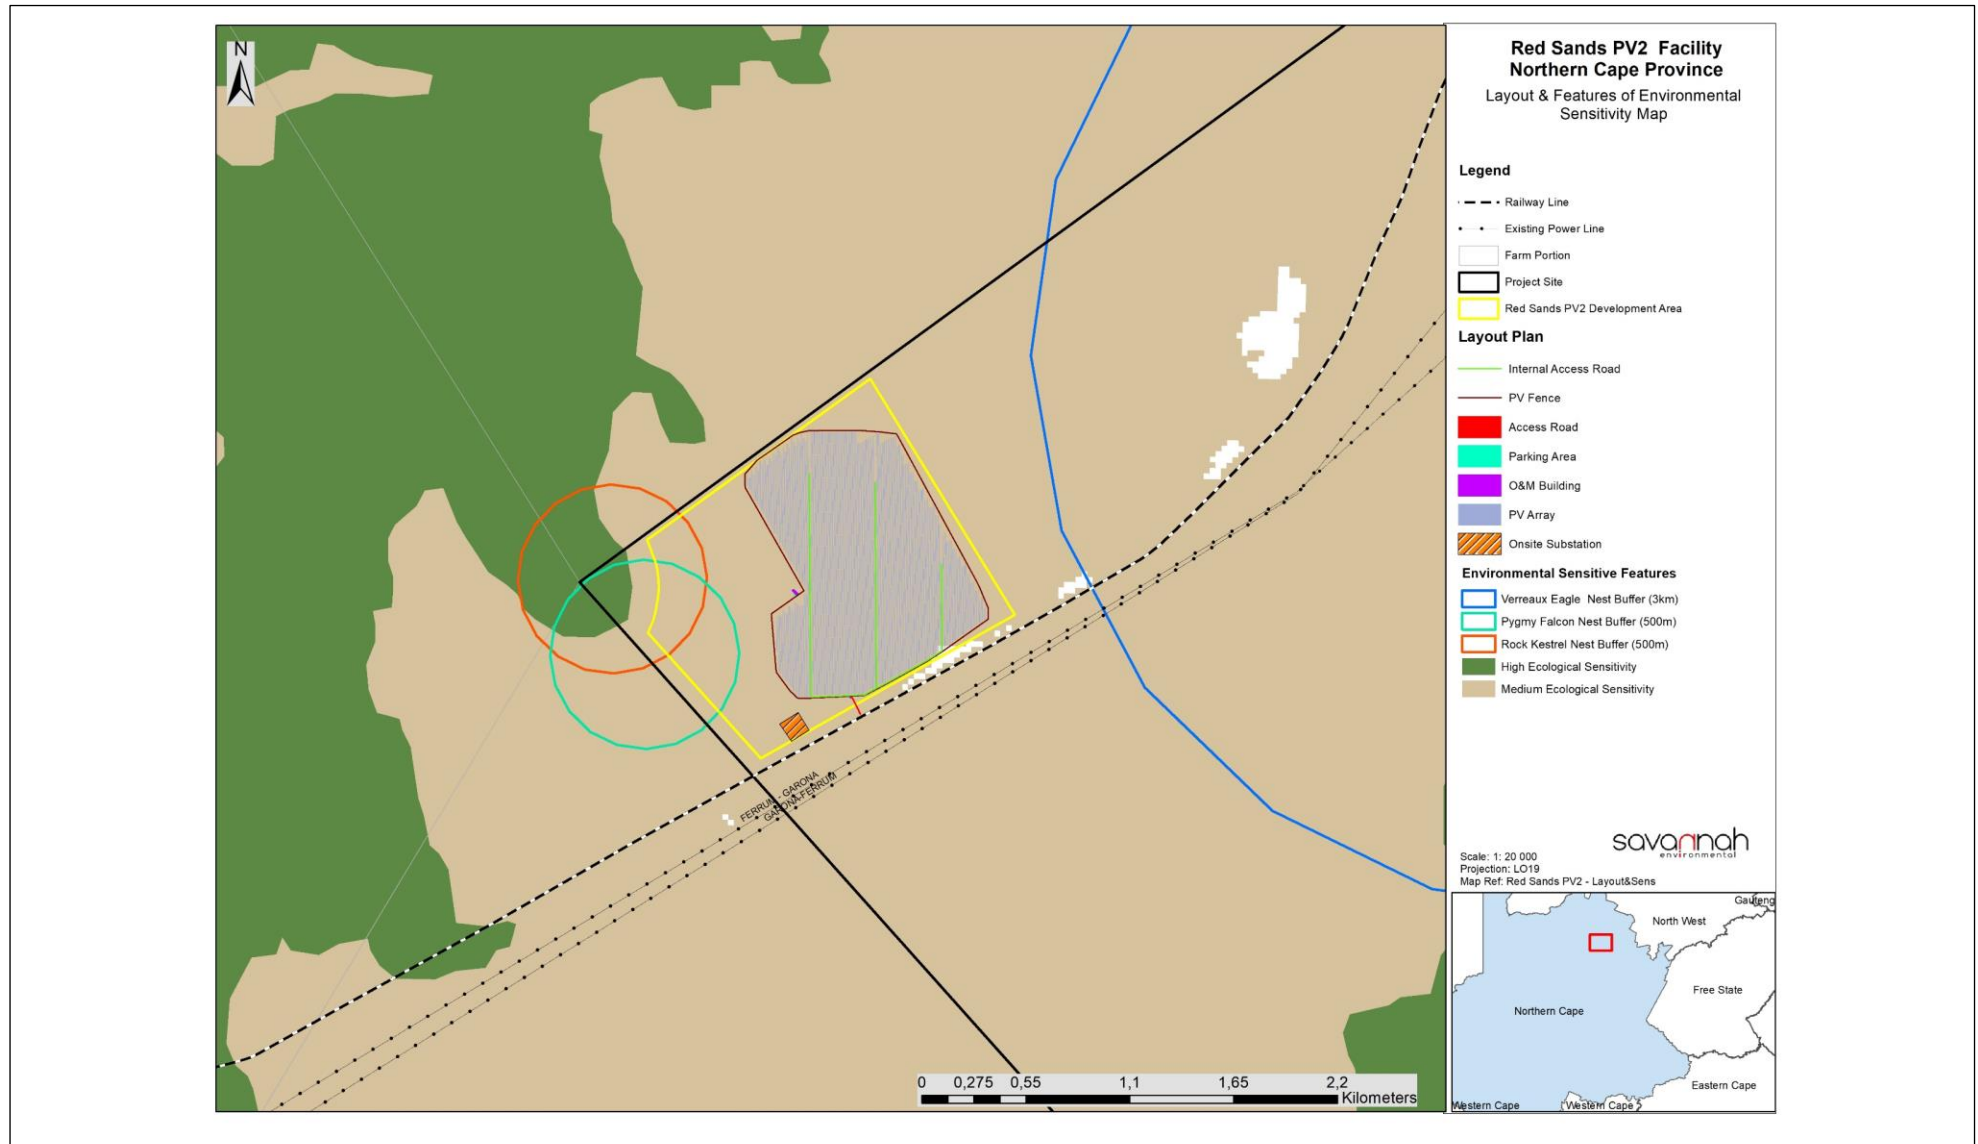 N
FERRUM - GARONA
GARONA-FERRUM
0 0,275 0,55 1,1 1,65 2,2
Kilometers
Red Sands PV2 Facility
Northern Cape Province
Layout & Features of Environmental
Sensitivity Map
Legend
Railway Line
Existing Power Line
Farm Portion
Project Site
Red Sands PV2 Development Area
Layout Plan
Internal Access Road
PV Fence
Access Road
Parking Area
O&M Building
PV Array
Onsite Substation
Environmental Sensitive Features
Verreaux Eagle Nest Buffer (3km)
Pygmy Falcon Nest Buffer (500m)
Rock Kestrel Nest Buffer (500m)
High Ecological Sensitivity
Medium Ecological Sensitivity
savannah
environmental
Scale: 1: 20 000
Projection: LO19
Map Ref: Red Sands PV2 - Layout&Sens
Gauteng
North West
Free State
Northern Cape
Eastern Cape
Western Cape
Western Cape